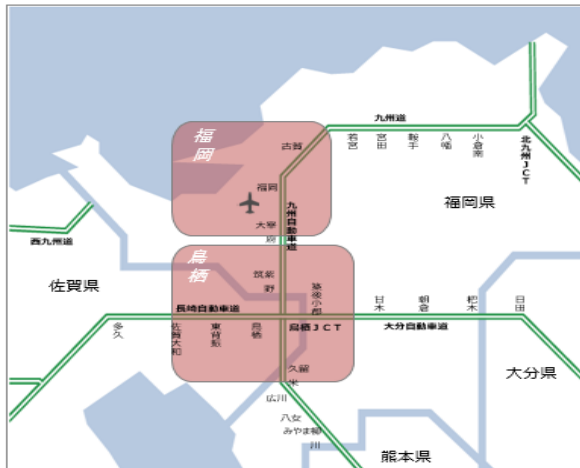 福岡
九州道
古賀
若宮
宮田
鞍手
八幡
小倉南
北九州JCT
福岡
九州自動車道
福岡県
大宰府
西九州道
鳥栖
佐賀県
筑紫野
筑後小郡
長崎自動車道
甘木
朝倉
杷木
日田
多久
佐賀大和
東背振
鳥栖
鳥栖JCT
大分自動車道
久留米
大分県
広川
八女
みやま柳川
熊本県